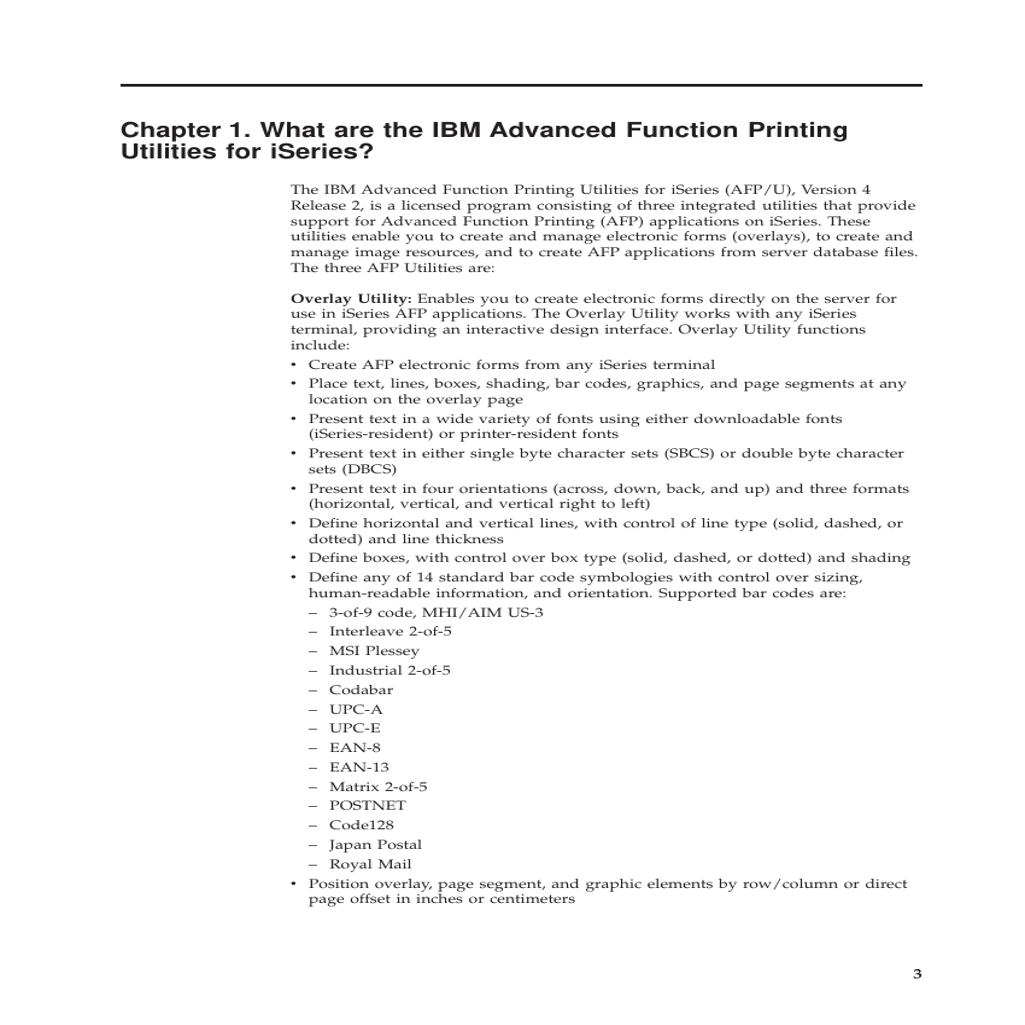 Chapter 1. What are the IBM Advanced Function Printing
Utilities for iSeries?
The IBM Advanced Function Printing Utilities for iSeries (AFP/U), Version 4
Release 2, is a licensed program consisting of three integrated utilities that provide
support for Advanced Function Printing (AFP) applications on iSeries. These
utilities enable you to create and manage electronic forms (overlays), to create and
manage image resources, and to create AFP applications from server database files.
The three AFP Utilities are:
Overlay Utility: Enables you to create electronic forms directly on the server for
use in iSeries AFP applications. The Overlay Utility works with any iSeries
terminal, providing an interactive design interface. Overlay Utility functions
include:
• Create AFP electronic forms from any iSeries terminal
• Place text, lines, boxes, shading, bar codes, graphics, and page segments at any
location on the overlay page
• Present text in a wide variety of fonts using either downloadable fonts
(iSeries-resident) or printer-resident fonts
• Present text in either single byte character sets (SBCS) or double byte character
sets (DBCS)
• Present text in four orientations (across, down, back, and up) and three formats
(horizontal, vertical, and vertical right to left)
• Define horizontal and vertical lines, with control of line type (solid, dashed, or
dotted) and line thickness
• Define boxes, with control over box type (solid, dashed, or dotted) and shading
• Define any of 14 standard bar code symbologies with control over sizing,
human-readable information, and orientation. Supported bar codes are:
– 3-of-9 code, MHI/AIM US-3
– Interleave 2-of-5
– MSI Plessey
– Industrial 2-of-5
– Codabar
– UPC-A
– UPC-E
– EAN-8
– EAN-13
– Matrix 2-of-5
– POSTNET
– Code128
– Japan Postal
– Royal Mail
• Position overlay, page segment, and graphic elements by row/column or direct
page offset in inches or centimeters
3